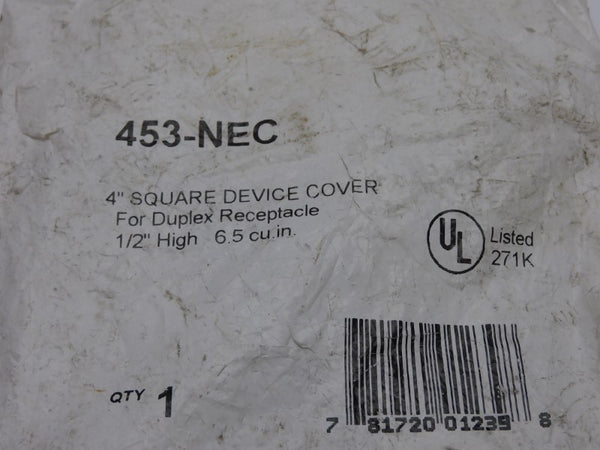 453-NEC
4" SQUARE DEVICE COVER
For Duplex Receptacle
1/2" High 6.5 cu.in.
UL Listed
271K
QTY 1
7 81720 01239 8